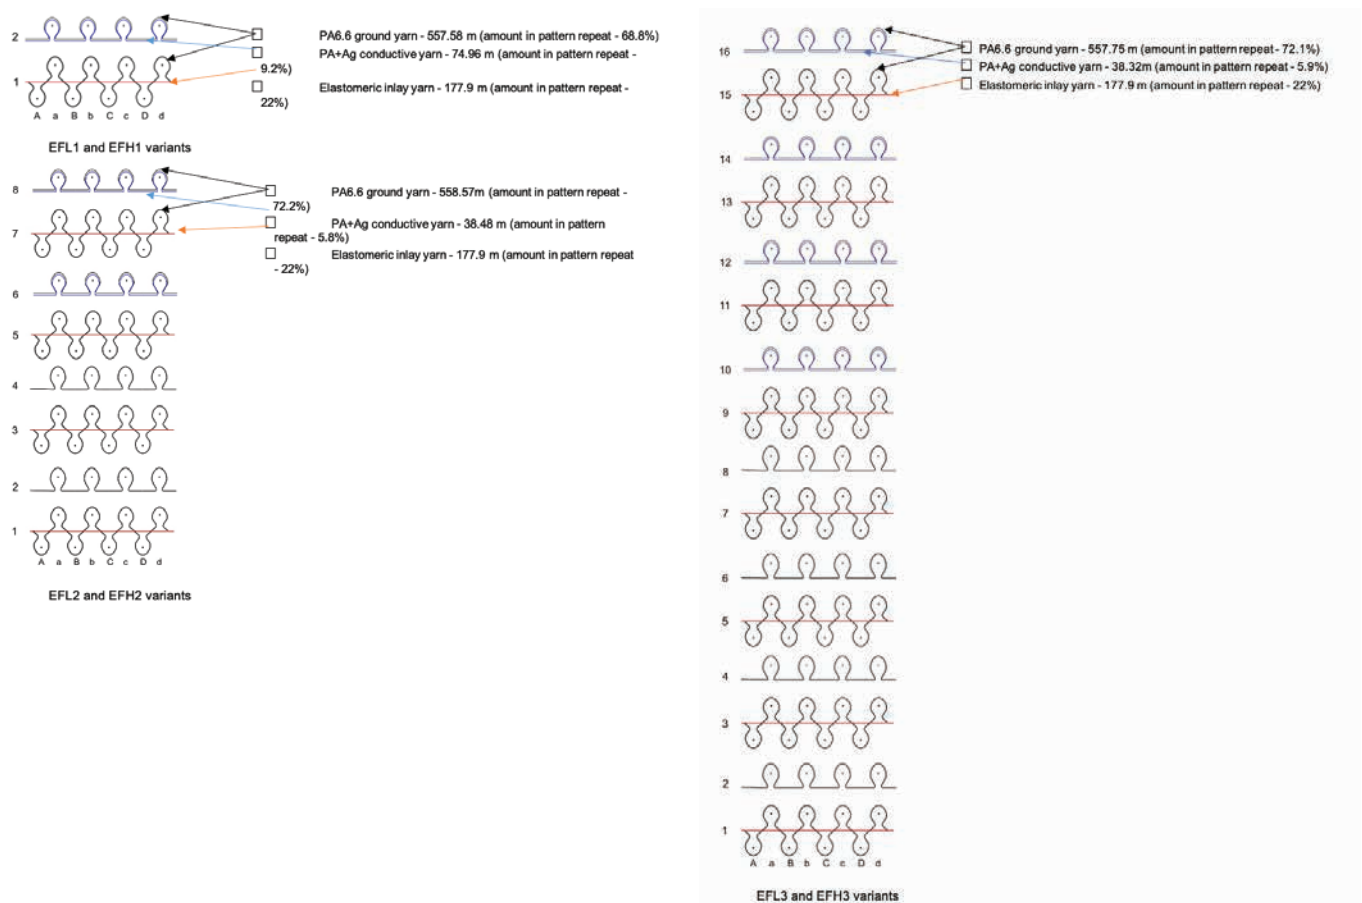 2
PA6.6 ground yarn - 557.58 m (amount in pattern repeat - 68.8%)
PA+Ag conductive yarn - 74.96 m (amount in pattern repeat -
9.2%)
1
Elastomeric inlay yarn - 177.9 m (amount in pattern repeat -
22%)
A a B b C c D d
EFL1 and EFH1 variants
8
PA6.6 ground yarn - 558.57m (amount in pattern repeat -
72.2%)
PA+Ag conductive yarn - 38.48 m (amount in pattern
7
repeat - 5.8%)
Elastomeric inlay yarn - 177.9 m (amount in pattern repeat
- 22%)
6
5
4
3
2
1
A a B b C c D d
EFL2 and EFH2 variants
16
PA6.6 ground yarn - 557.75 m (amount in pattern repeat - 72.1%)
PA+Ag conductive yarn - 38.32m (amount in pattern repeat - 5.9%)
Elastomeric inlay yarn - 177.9 m (amount in pattern repeat - 22%)
15
14
13
12
11
10
9
8
7
6
5
4
3
2
1
A a B b C c D d
EFL3 and EFH3 variants